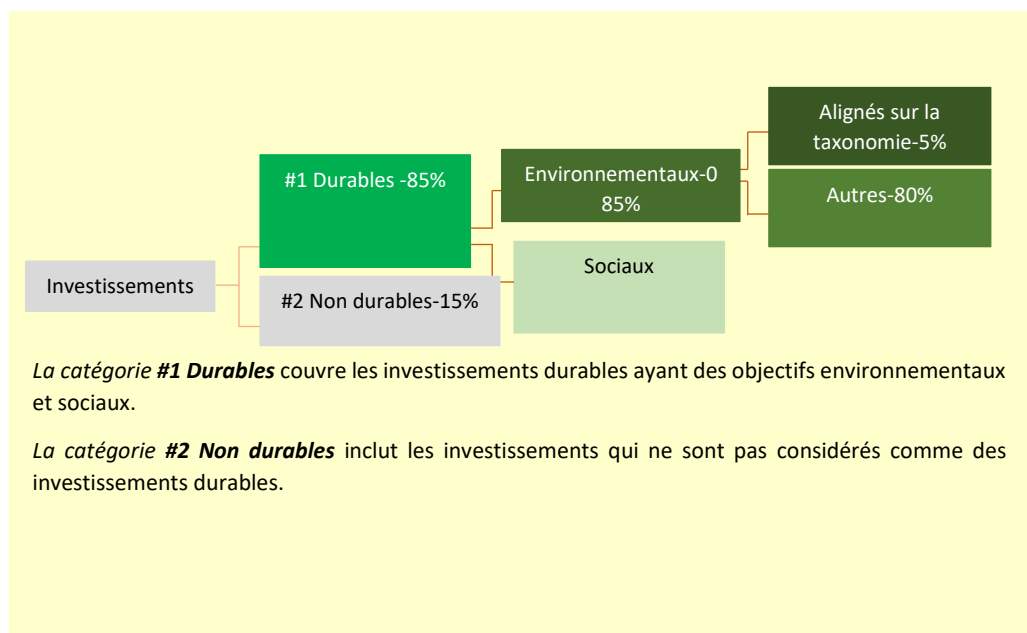 Alignés sur la
taxonomie-5%
#1 Durables -85%
Environnementaux-0
85%
Autres-80%
Sociaux
Investissements
#2 Non durables-15%
La catégorie #1 Durables couvre les investissements durables ayant des objectifs environnementaux
et sociaux.
La catégorie #2 Non durables inclut les investissements qui ne sont pas considérés comme des
investissements durables.